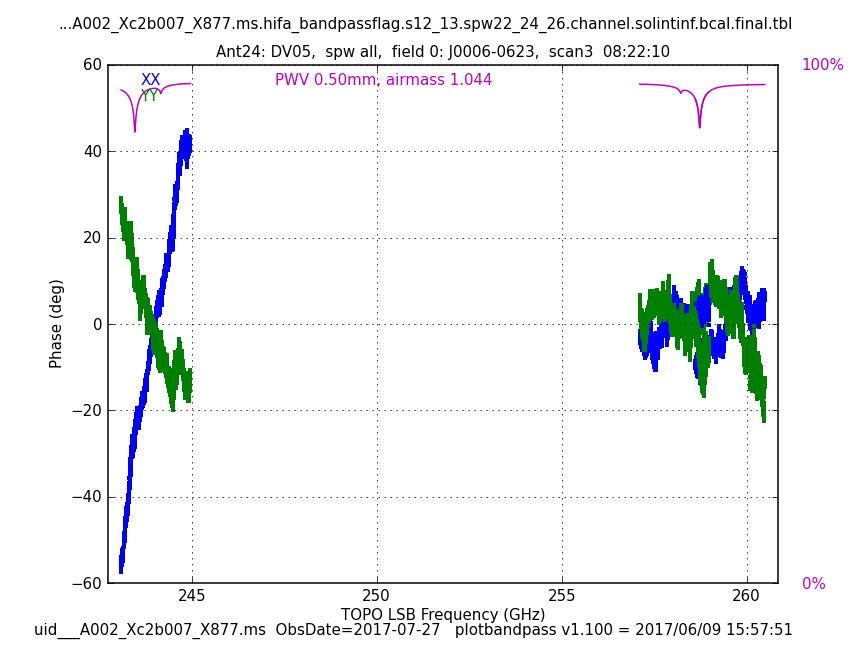 ...A002_Xc2b007_X877.ms.hifa_bandpassflag.s12_13.spw22_24_26.channel.solintinf.bcal.final.tbl
Ant24: DV05,  spw all,  field 0: J0006-0623,  scan3  08:22:10
60
100%
XX
PWV 0.50mm, airmass 1.044
YY
40
20
0
−20
−40
−60
0%
Phase (deg)
245
250
255
260
TOPO LSB Frequency (GHz)
uid___A002_Xc2b007_X877.ms  ObsDate=2017-07-27   plotbandpass v1.100 = 2017/06/09 15:57:51